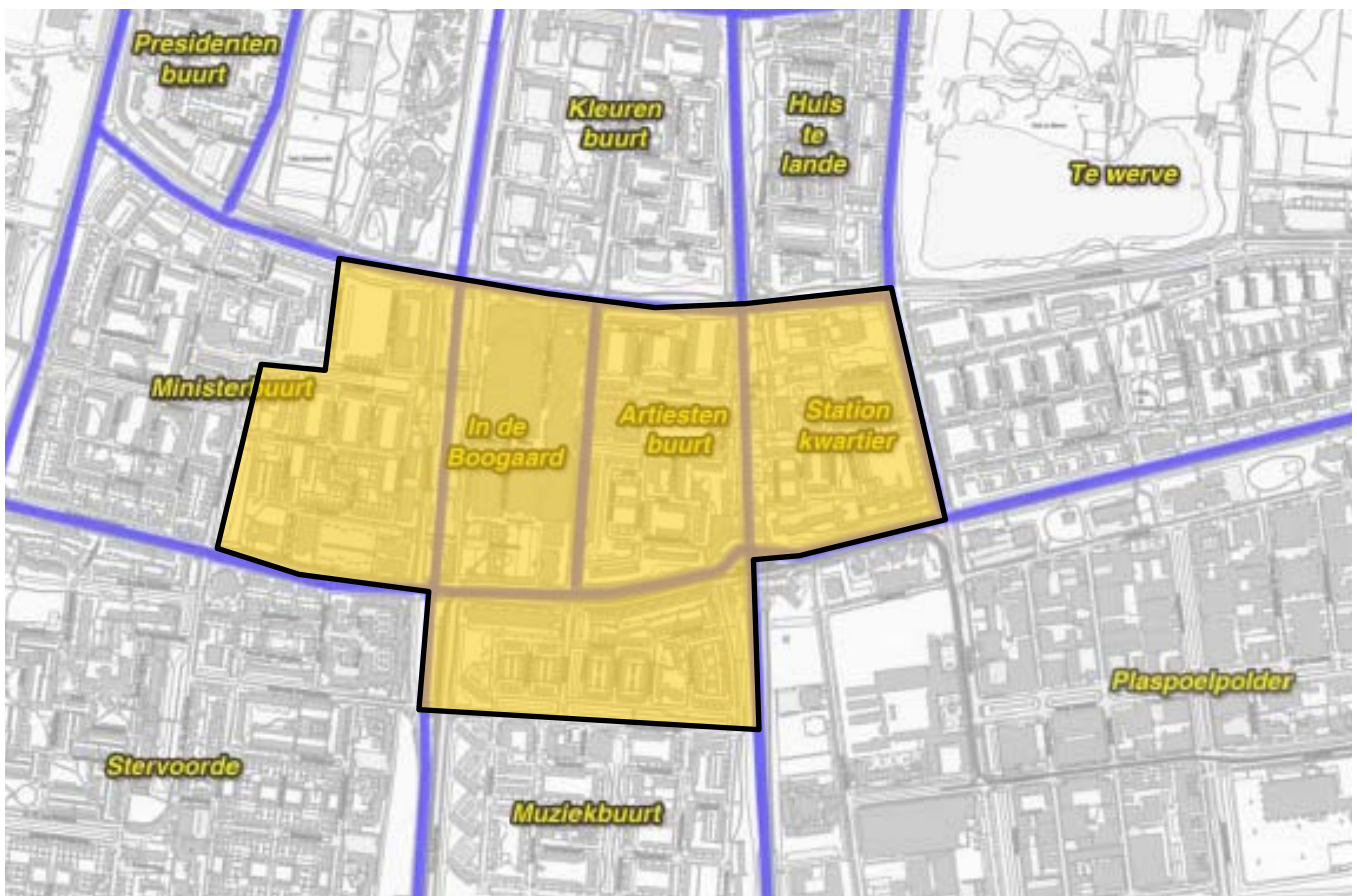 Presidenten
buurt
Kleuren
buurt
Huis
te
lande
Te werve
Ministerbuurt
In de
Boogaard
Artiesten
buurt
Station
kwartier
Plaspoelpolder
Stervoorde
Muziekbuurt